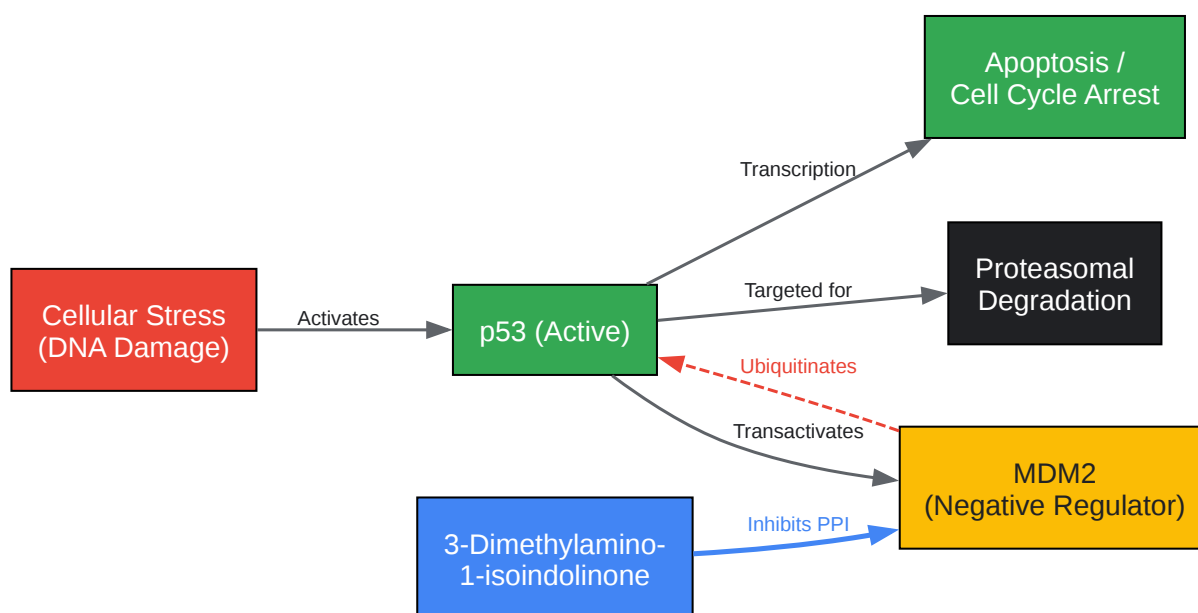 Apoptosis /
Cell Cycle Arrest
Transcription
Proteasomal
Degradation
Targeted for
Cellular Stress
(DNA Damage)
Activates
p53 (Active)
Ubiquitinates
Transactivates
MDM2
(Negative Regulator)
Inhibits PPI
3-Dimethylamino-
1-isoindolinone